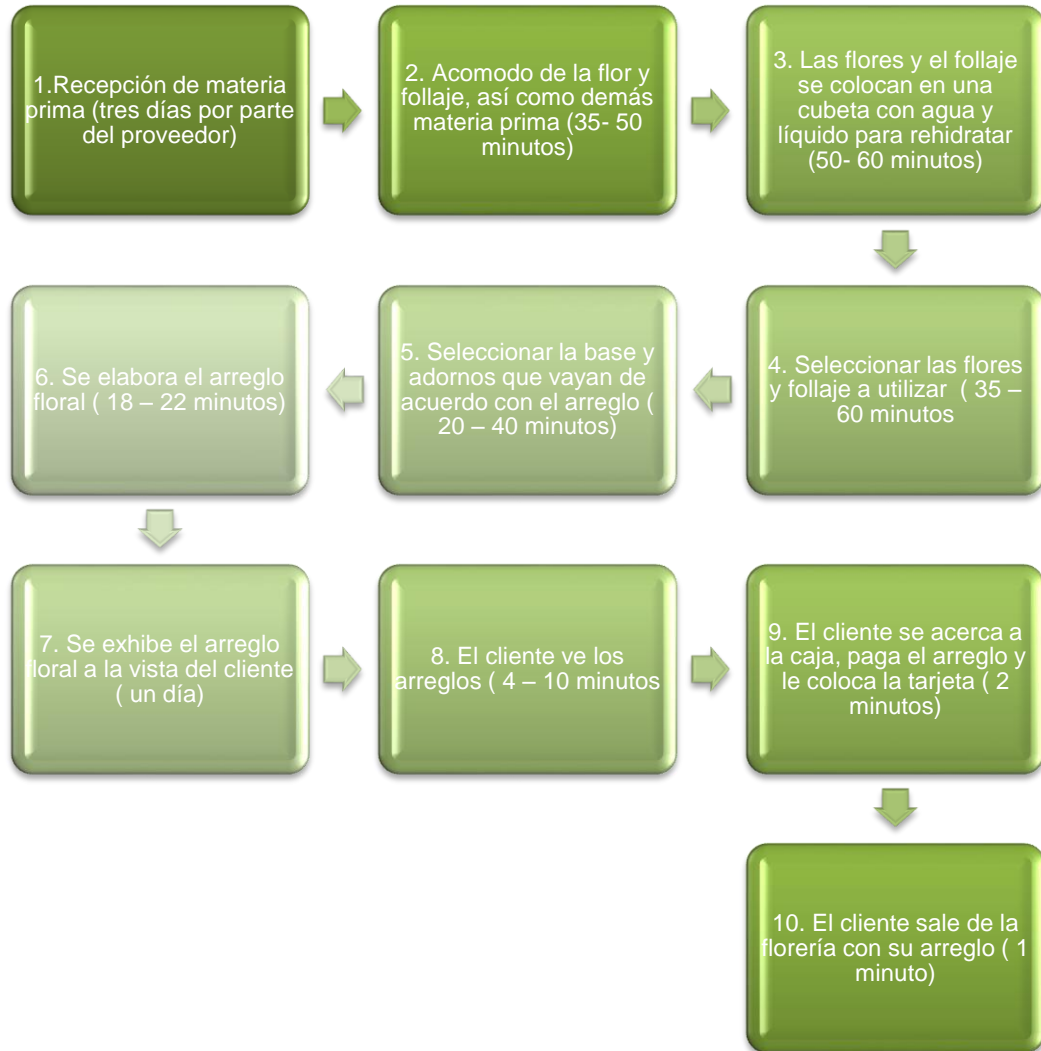 1.Recepción de materia
prima (tres días por parte
del proveedor)
2. Acomodo de la flor y
follaje, así como demás
materia prima (35- 50
minutos)
3. Las flores y el follaje
se colocan en una
cubeta con agua y
líquido para rehidratar
(50- 60 minutos)
4. Seleccionar las flores
y follaje a utilizar ( 35 –
60 minutos
5. Seleccionar la base y
adornos que vayan de
acuerdo con el arreglo (
20 – 40 minutos)
6. Se elabora el arreglo
floral ( 18 – 22 minutos)
7. Se exhibe el arreglo
floral a la vista del cliente
( un día)
8. El cliente ve los
arreglos ( 4 – 10 minutos
9. El cliente se acerca a
la caja, paga el arreglo y
le coloca la tarjeta ( 2
minutos)
10. El cliente sale de la
florería con su arreglo ( 1
minuto)